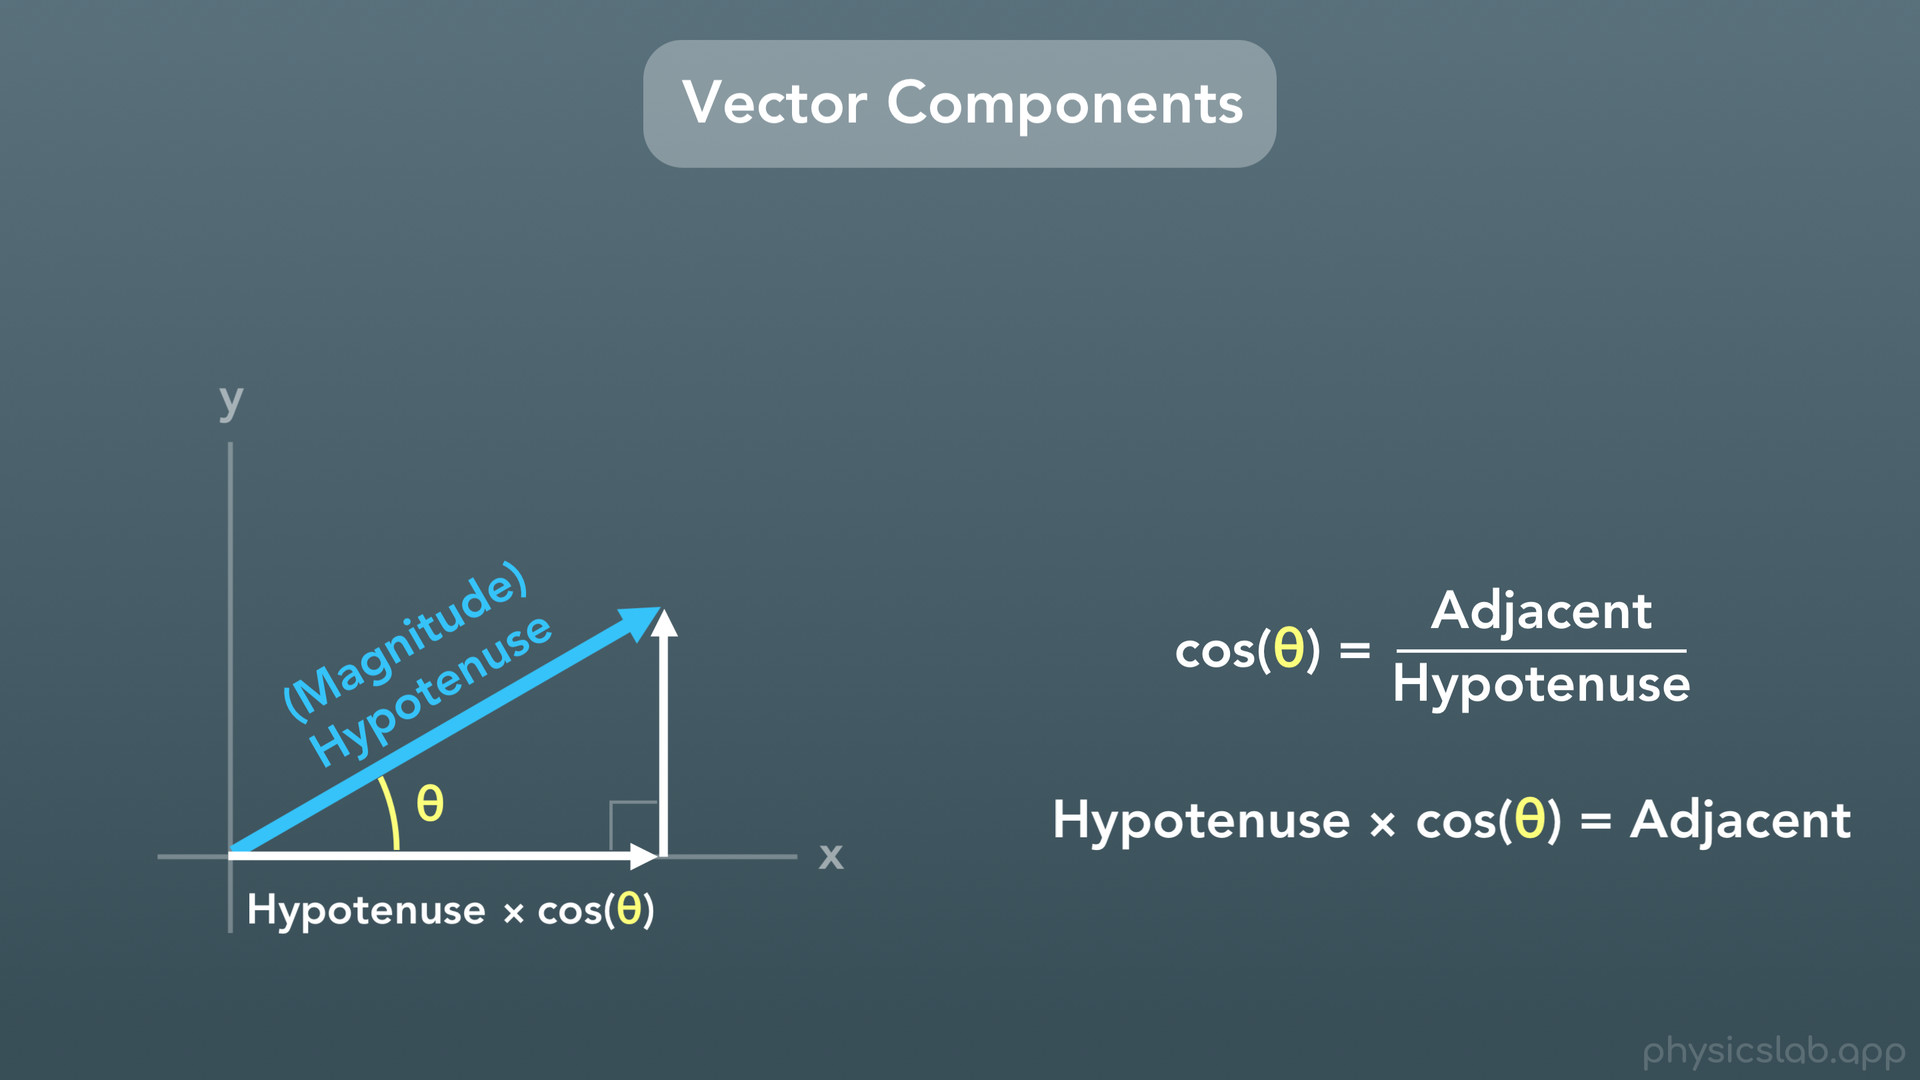 Vector Components
y
(Magnitude)
Hypotenuse
θ
x
Hypotenuse × cos(θ)
cos(θ) = Adjacent
Hypotenuse
Hypotenuse × cos(θ) = Adjacent
physicslab.app